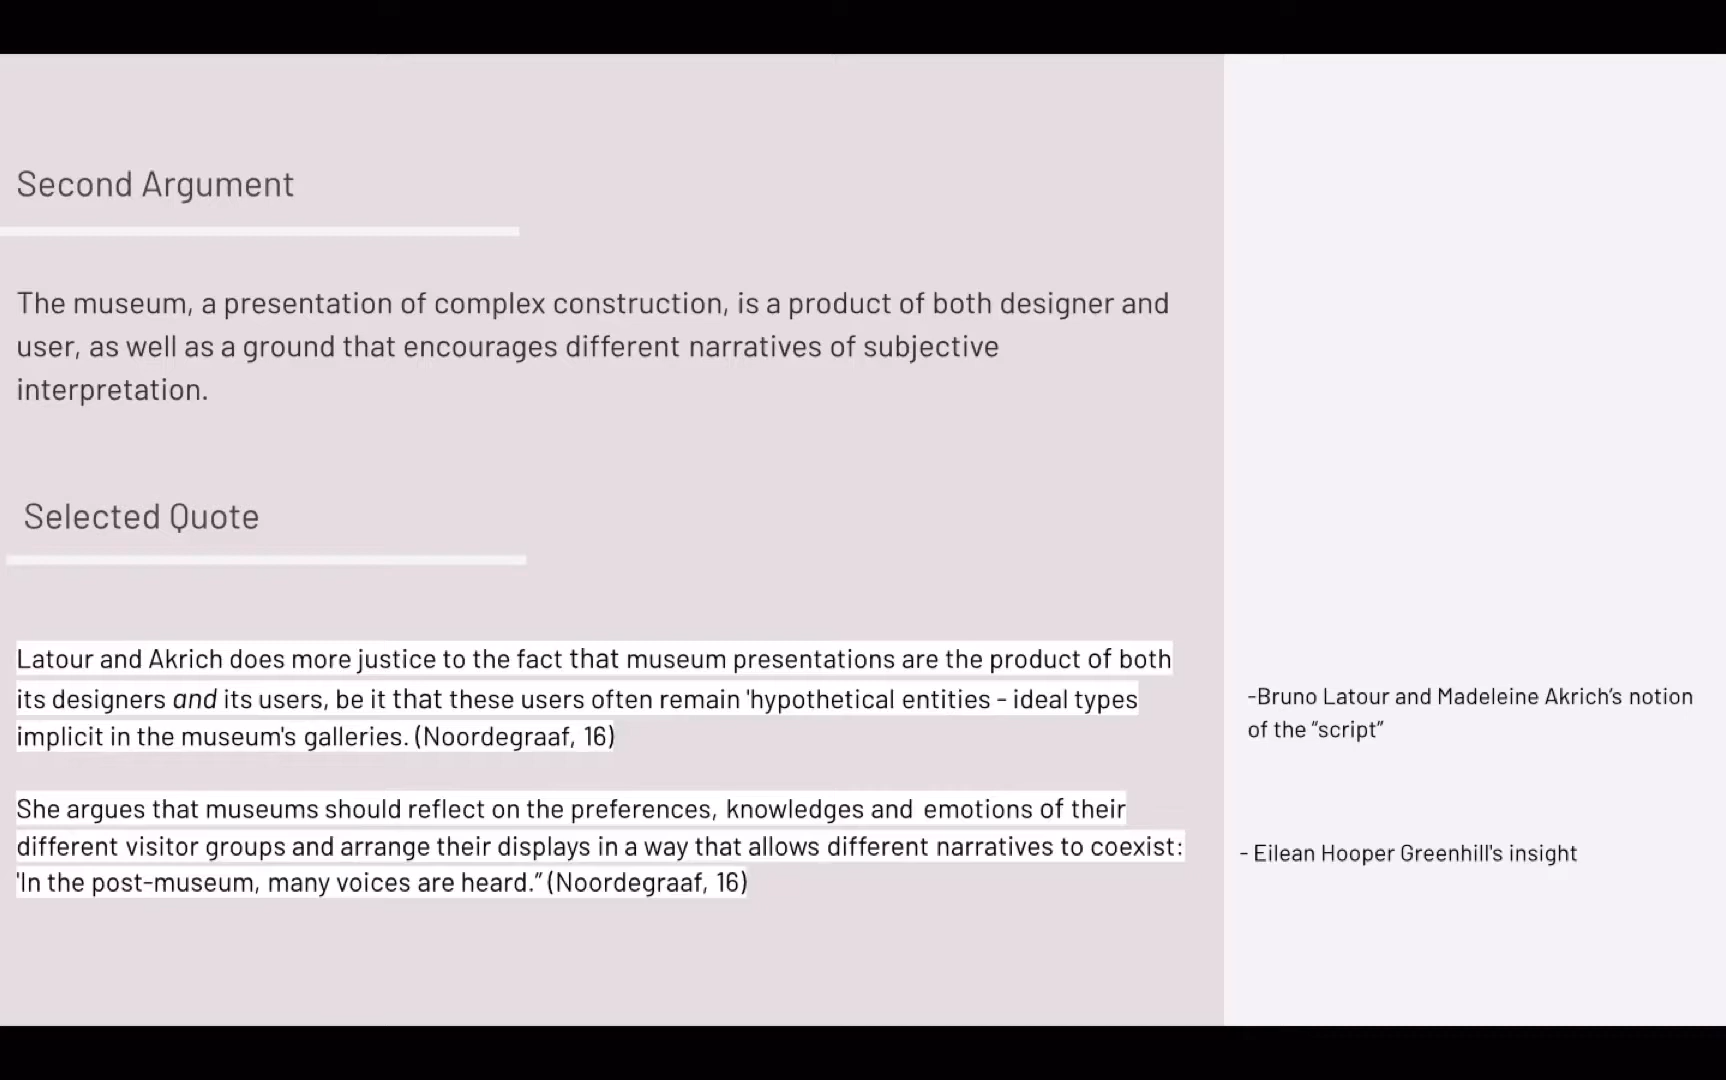 Second Argument
The museum, a presentation of complex construction, is a product of both designer and
user, as well as a ground that encourages different narratives of subjective
interpretation.
Selected Quote
Latour and Akrich does more justice to the fact that museum presentations are the product of both
its designers and its users, be it that these users often remain 'hypothetical entities - ideal types
implicit in the museum's galleries. (Noordegraaf, 16)
-Bruno Latour and Madeleine Akrich’s notion
of the “script”
She argues that museums should reflect on the preferences, knowledges and emotions of their
different visitor groups and arrange their displays in a way that allows different narratives to coexist:
'In the post-museum, many voices are heard.” (Noordegraaf, 16)
- Eilean Hooper Greenhill's insight